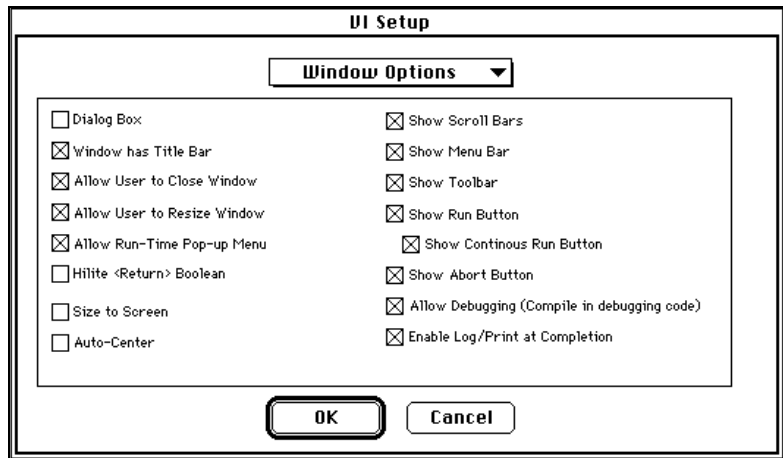 VI Setup
Window Options
Dialog Box
Window has Title Bar
Allow User to Close Window
Allow User to Resize Window
Allow Run-Time Pop-up Menu
Hilite <Return> Boolean
Size to Screen
Auto-Center
Show Scroll Bars
Show Menu Bar
Show Toolbar
Show Run Button
Show Continous Run Button
Show Abort Button
Allow Debugging (Compile in debugging code)
Enable Log/Print at Completion
OK
Cancel